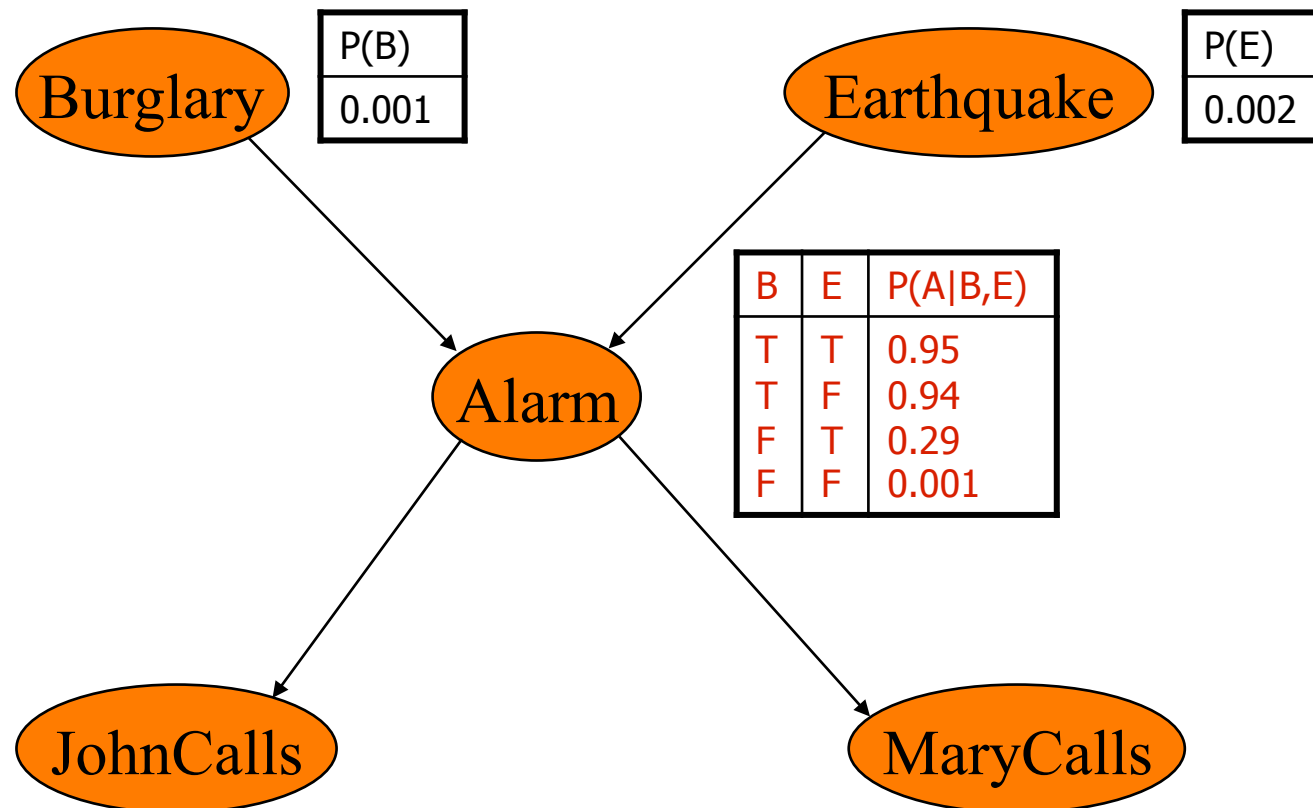 Burglary
P(B)
0.001
Earthquake
P(E)
0.002
Alarm
B E P(A|B,E)
T T 0.95
T F 0.94
F T 0.29
F F 0.001
JohnCalls
MaryCalls